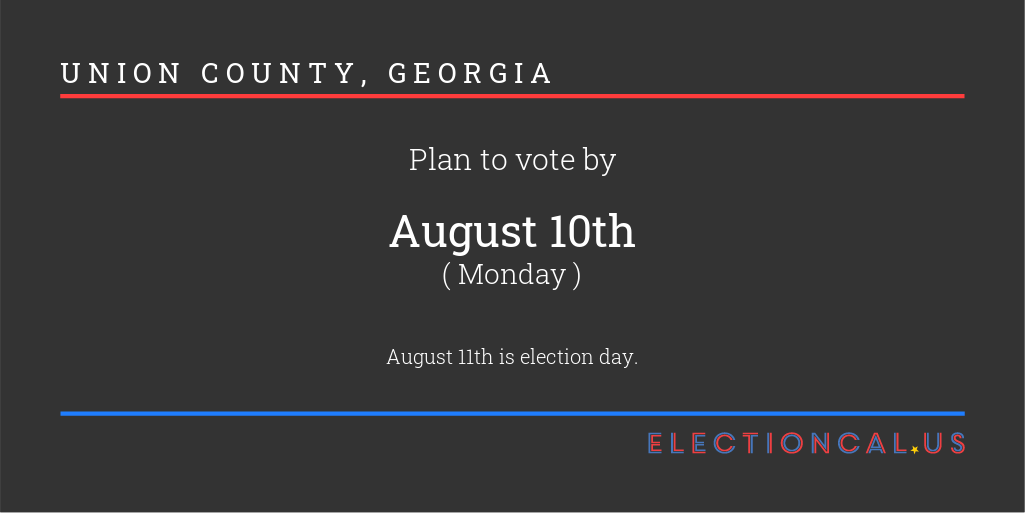 UNION COUNTY, GEORGIA
Plan to vote by
August 10th
( Monday )
August 11th is election day.
ELECTIONCAL.US